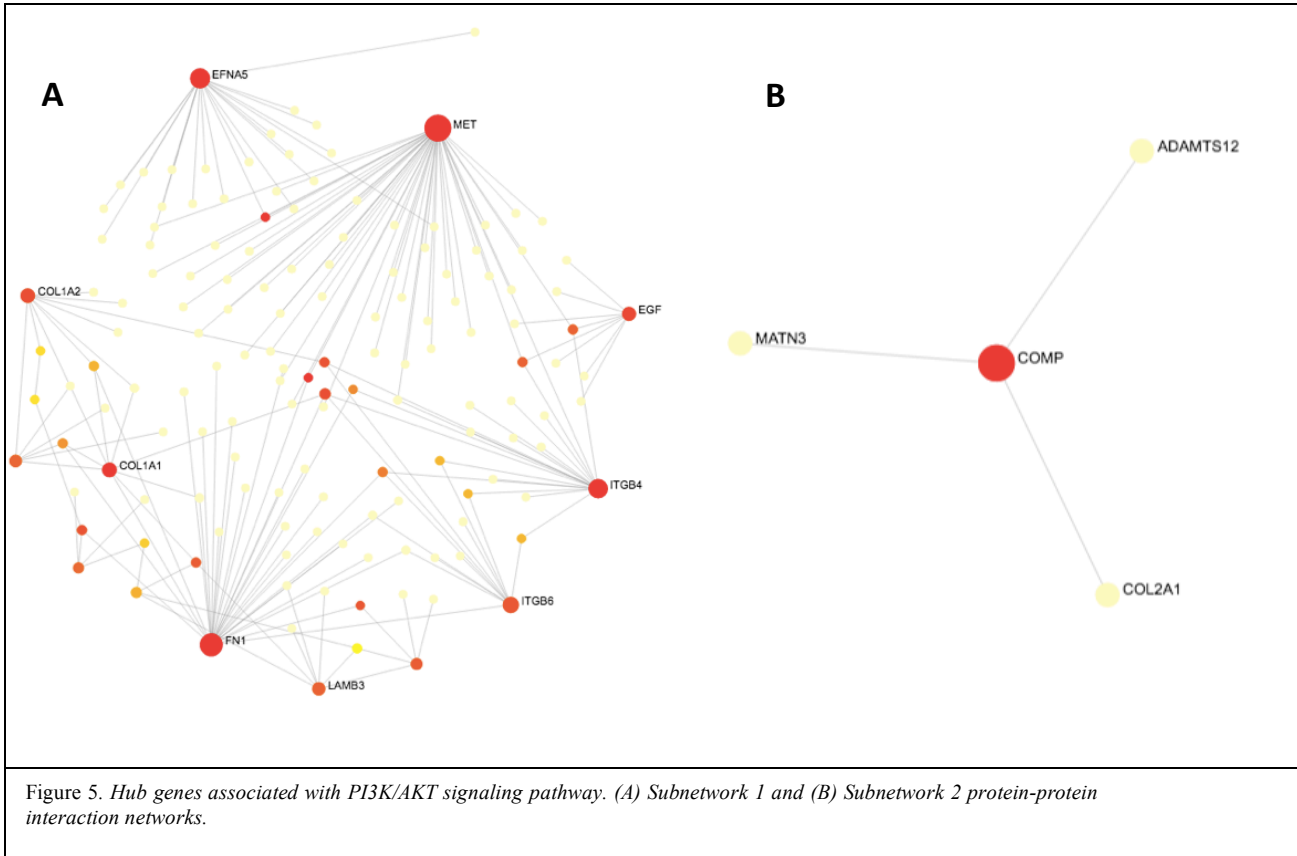 A
B
EFNA5
MET
ADAMTS12
COL1A2
EGF
MATN3
COMP
COL1A1
ITGB4
COL2A1
ITGB6
FN1
LAMB3
Figure 5. Hub genes associated with PI3K/AKT signaling pathway. (A) Subnetwork 1 and (B) Subnetwork 2 protein-protein
interaction networks.